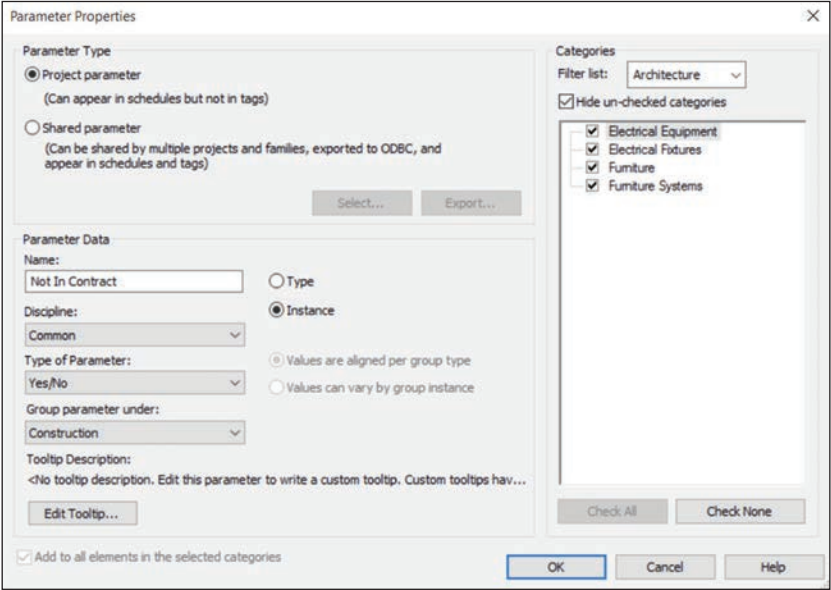 Parameter Properties
Parameter Type
Project parameter
(Can appear in schedules but not in tags)
Shared parameter
(Can be shared by multiple projects and families, exported to ODBC, and
appear in schedules and tags)
Select...
Export...
Parameter Data
Name:
Not In Contract
Type
Discipline:
Instance
Common
Type of Parameter:
Values are aligned per group type
Yes/No
Values can vary by group instance
Group parameter under:
Construction
Tooltip Description:
<No tooltip description. Edit this parameter to write a custom tooltip. Custom tooltips hav...
Edit Tooltip...
Add to all elements in the selected categories
Categories
Filter list:
Architecture
Hide un-checked categories
Electrical Equipment
Electrical Fixtures
Furniture
Furniture Systems
Check All
Check None
OK
Cancel
Help